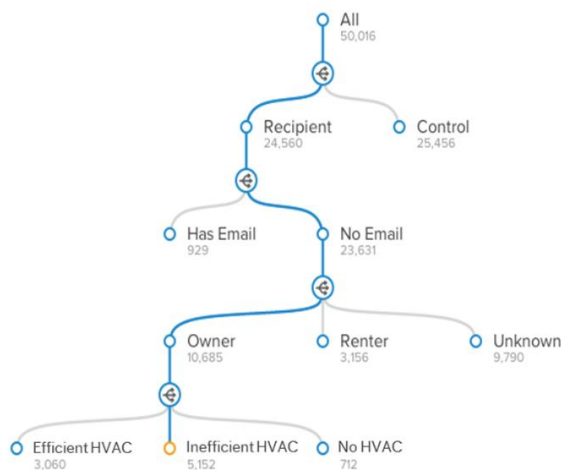 All
50,016
Recipient
24,560
Control
25,456
Has Email
929
No Email
23,631
Owner
10,685
Renter
3,156
Unknown
9,790
Efficient HVAC
3,060
Inefficient HVAC
5,152
No HVAC
712